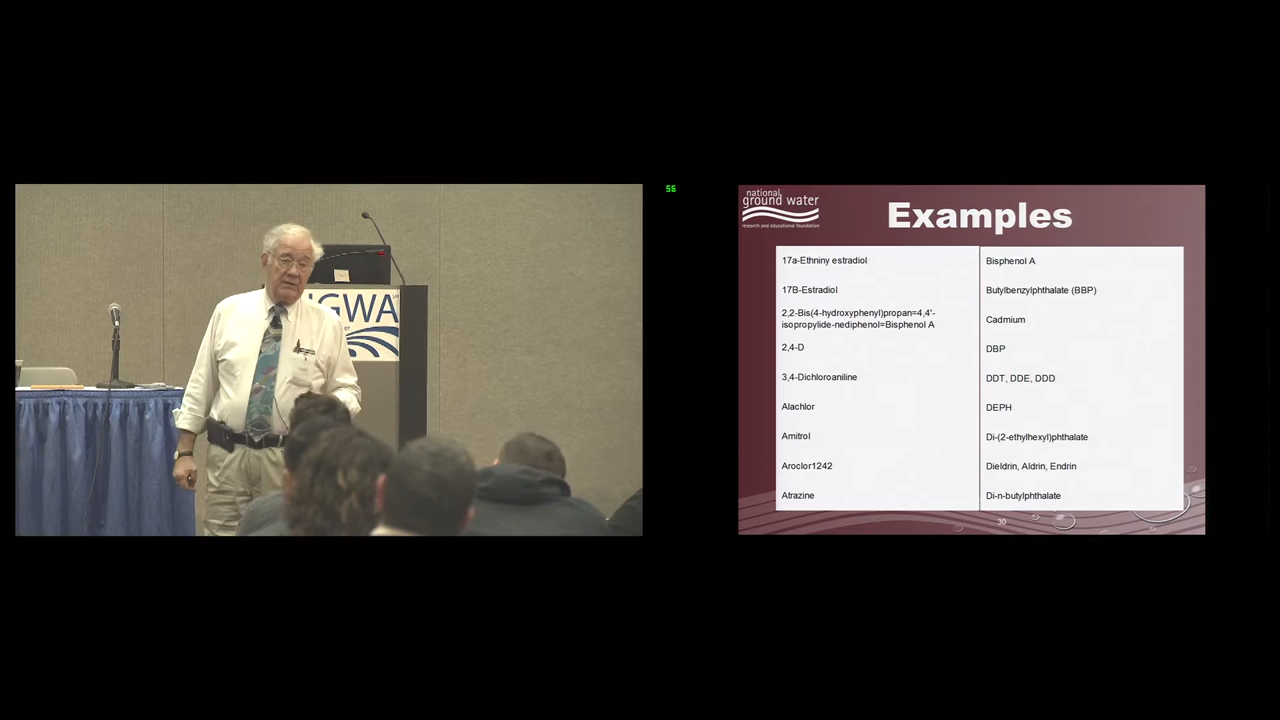 GWA
56
national
ground water
research and educational foundation
Examples
17a-Ethniny estradiol
Bisphenol A
17B-Estradiol
Butylbenzylphthalate (BBP)
2,2-Bis(4-hydroxyphenyl)propan=4,4'-
isopropylide-nediphenol=Bisphenol A
Cadmium
2,4-D
DBP
3,4-Dichloroaniline
DDT, DDE, DDD
Alachlor
DEPH
Amitrol
Di-(2-ethylhexyl)phthalate
Aroclor1242
Dieldrin, Aldrin, Endrin
Atrazine
Di-n-butylphthalate
30